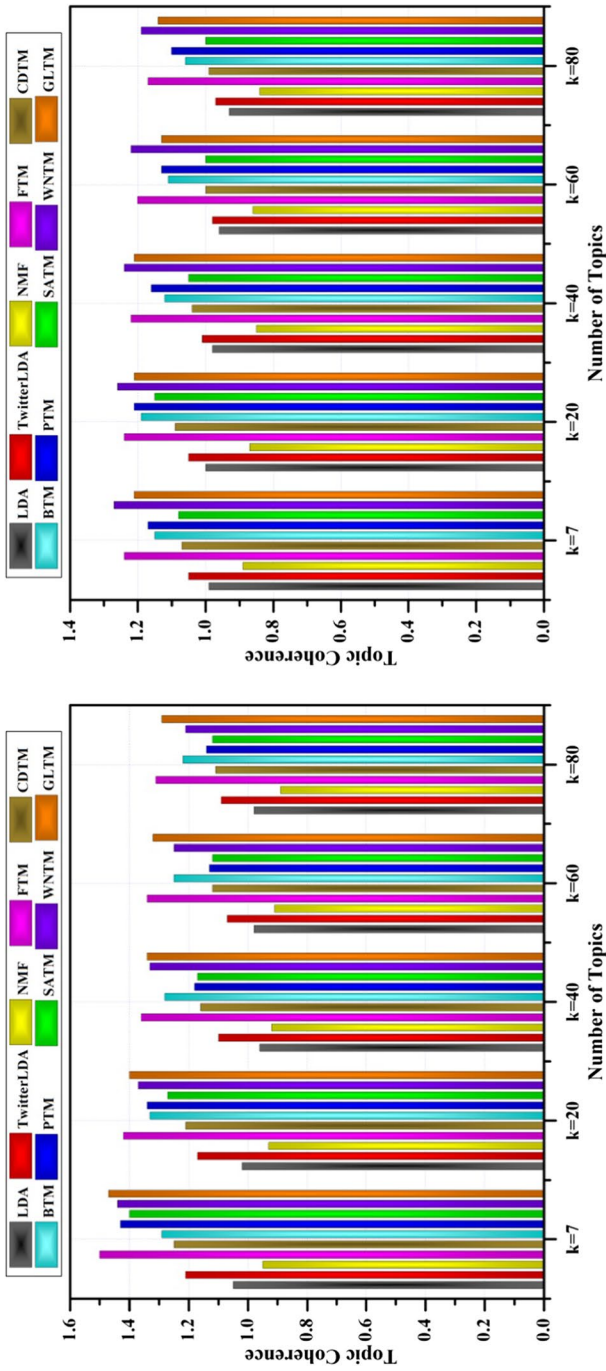 LDA TwitterLDA NMF FTM CDTM
BTM PTM SATM WNTM GLTM
1.6
1.4
1.2
1.0
0.8
0.6
0.4
0.2
0.0
Topic Coherence
k=7 k=20 k=40 k=60 k=80
Number of Topics
LDA TwitterLDA NMF FTM CDTM
BTM PTM SATM WNTM GLTM
1.4
1.2
1.0
0.8
0.6
0.4
0.2
0.0
Topic Coherence
k=7 k=20 k=40 k=60 k=80
Number of Topics